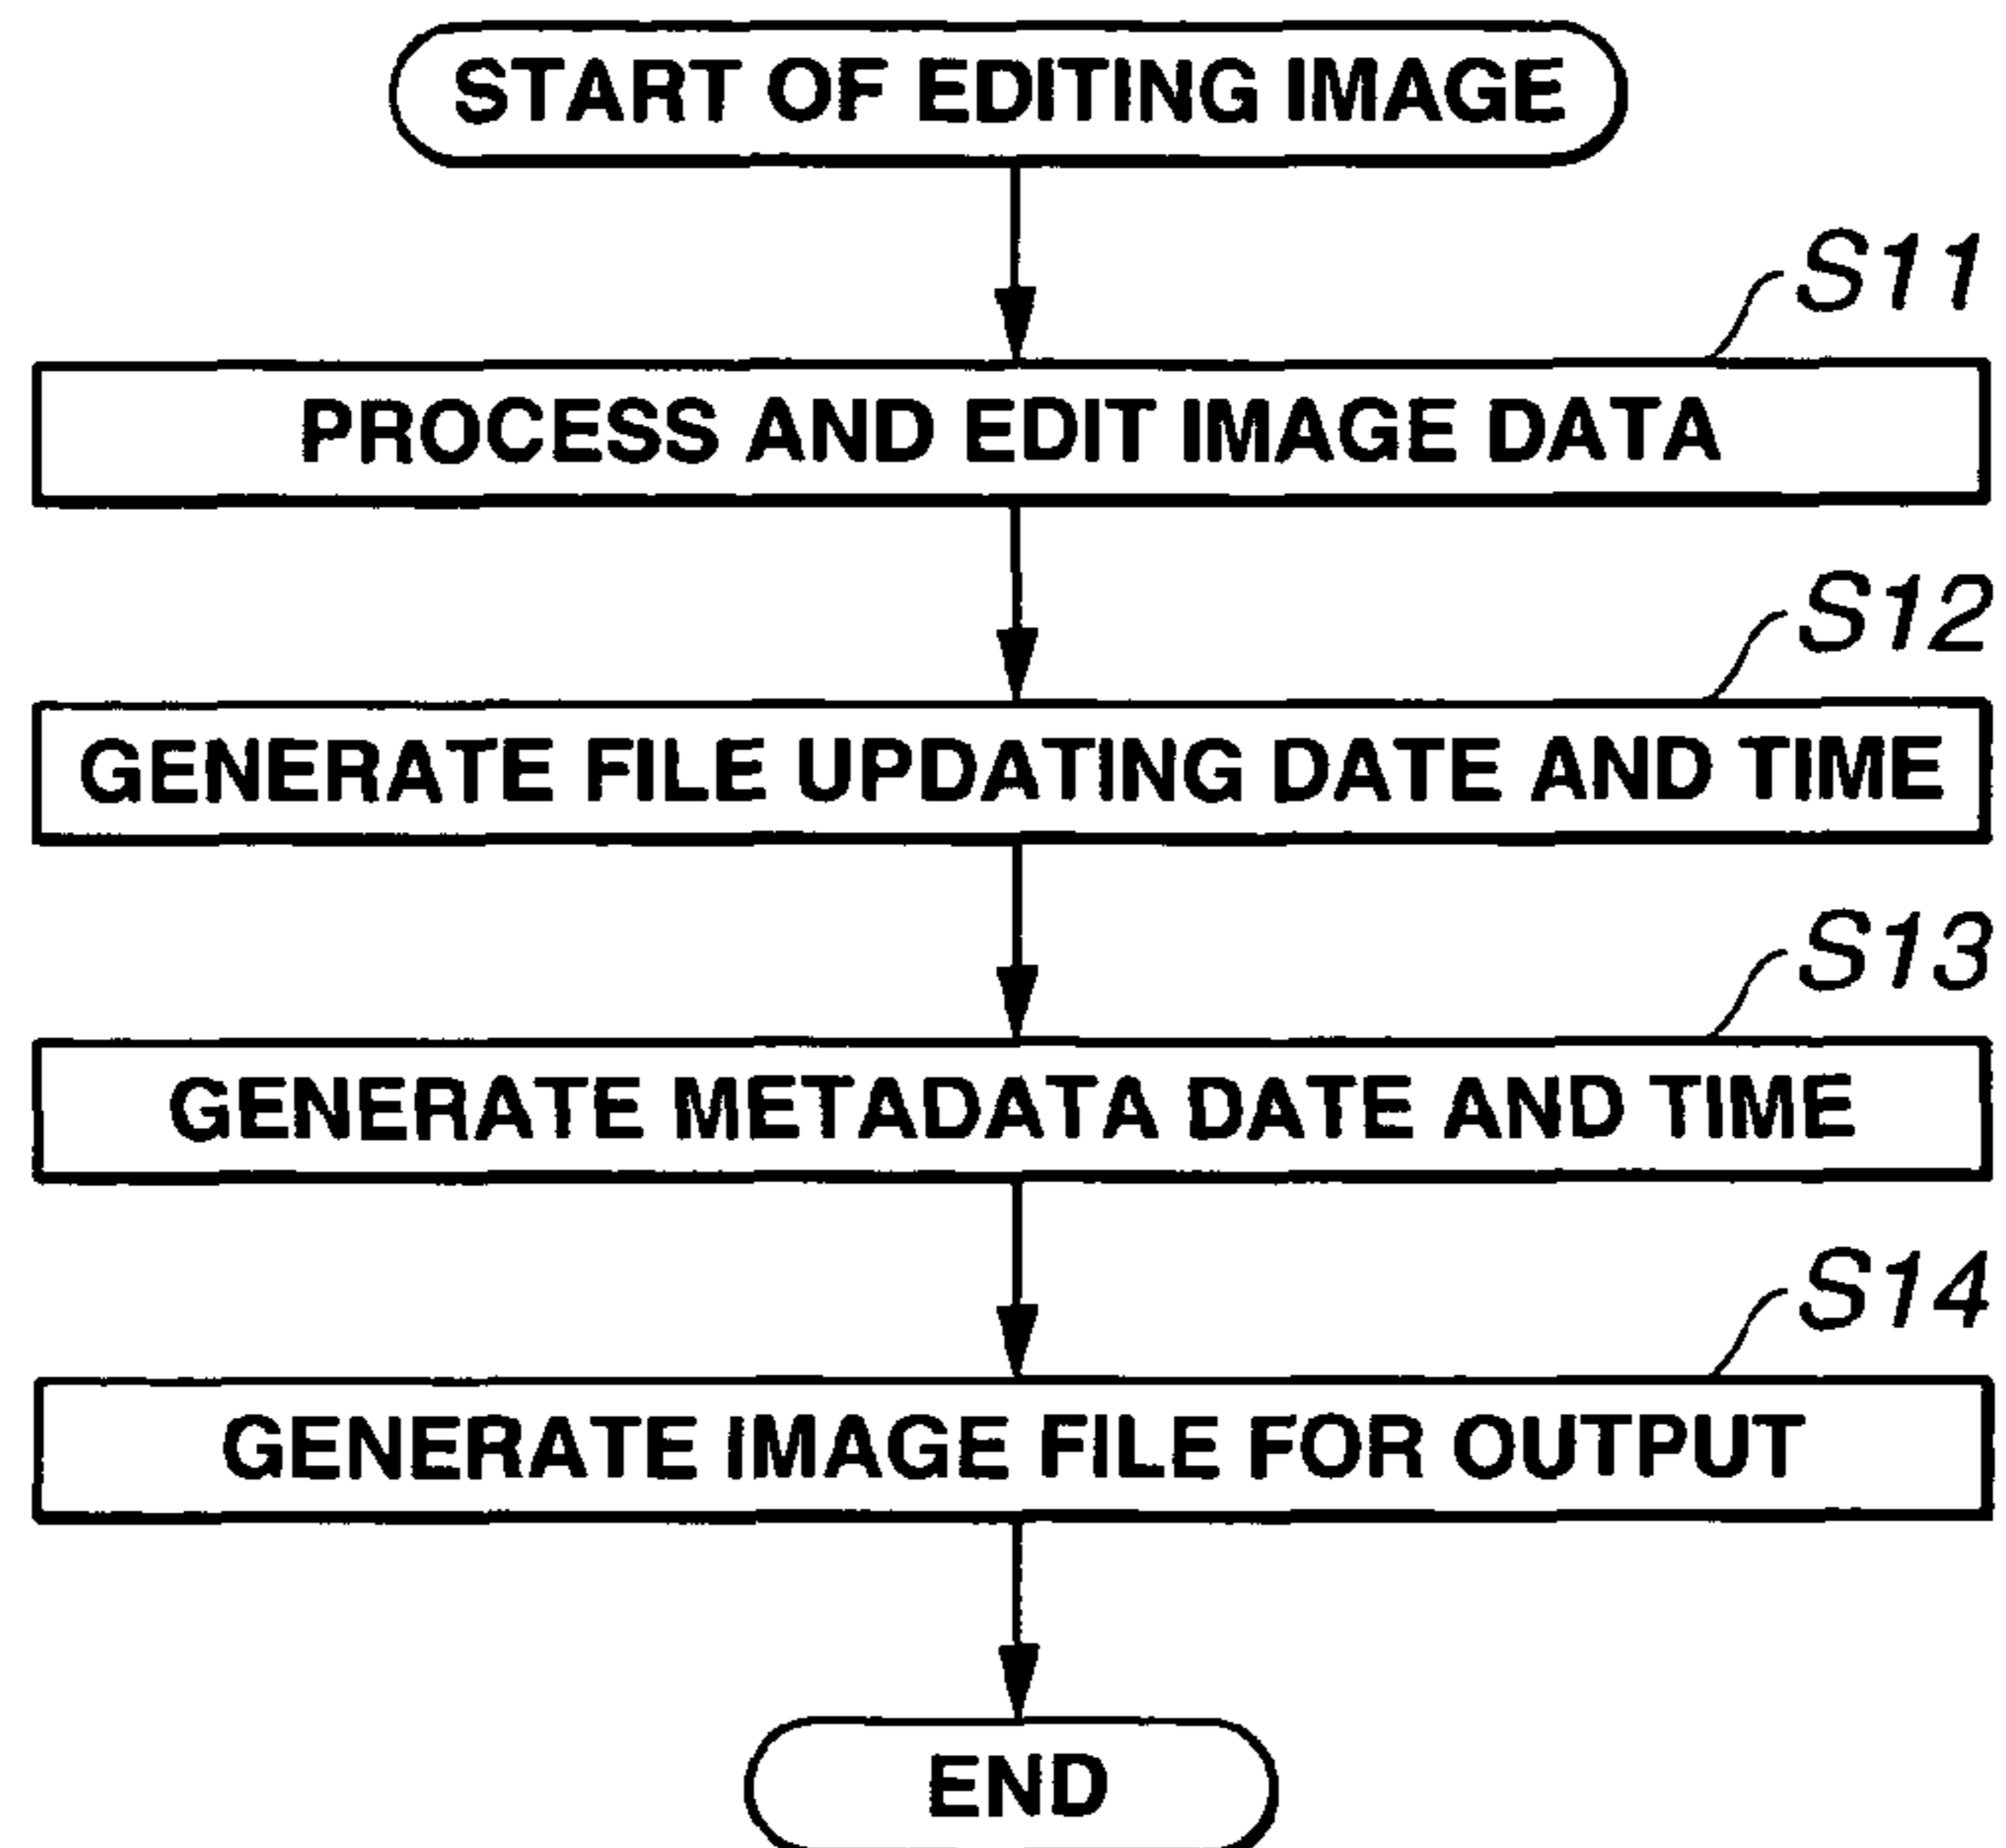 START OF EDITING IMAGE
S11
PROCESS AND EDIT IMAGE DATA
S12
GENERATE FILE UPDATING DATE AND TIME
S13
GENERATE METADATA DATE AND TIME
S14
GENERATE IMAGE FILE FOR OUTPUT
END